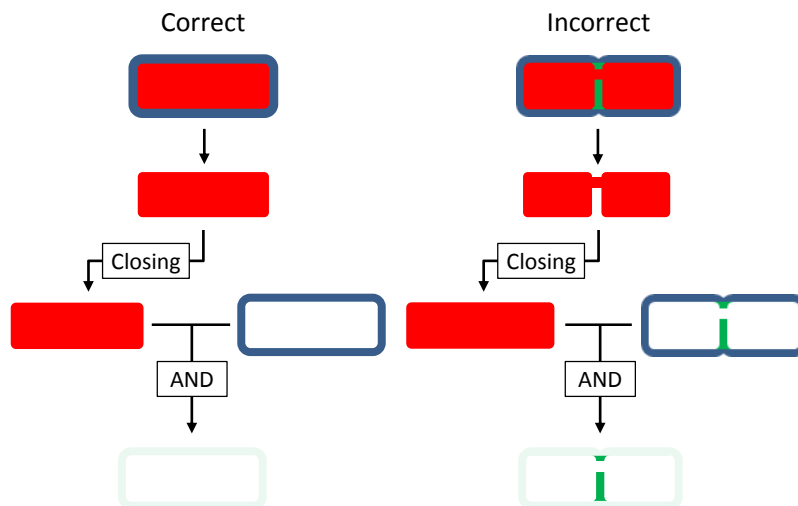 Correct
Incorrect
Closing
Closing
AND
AND